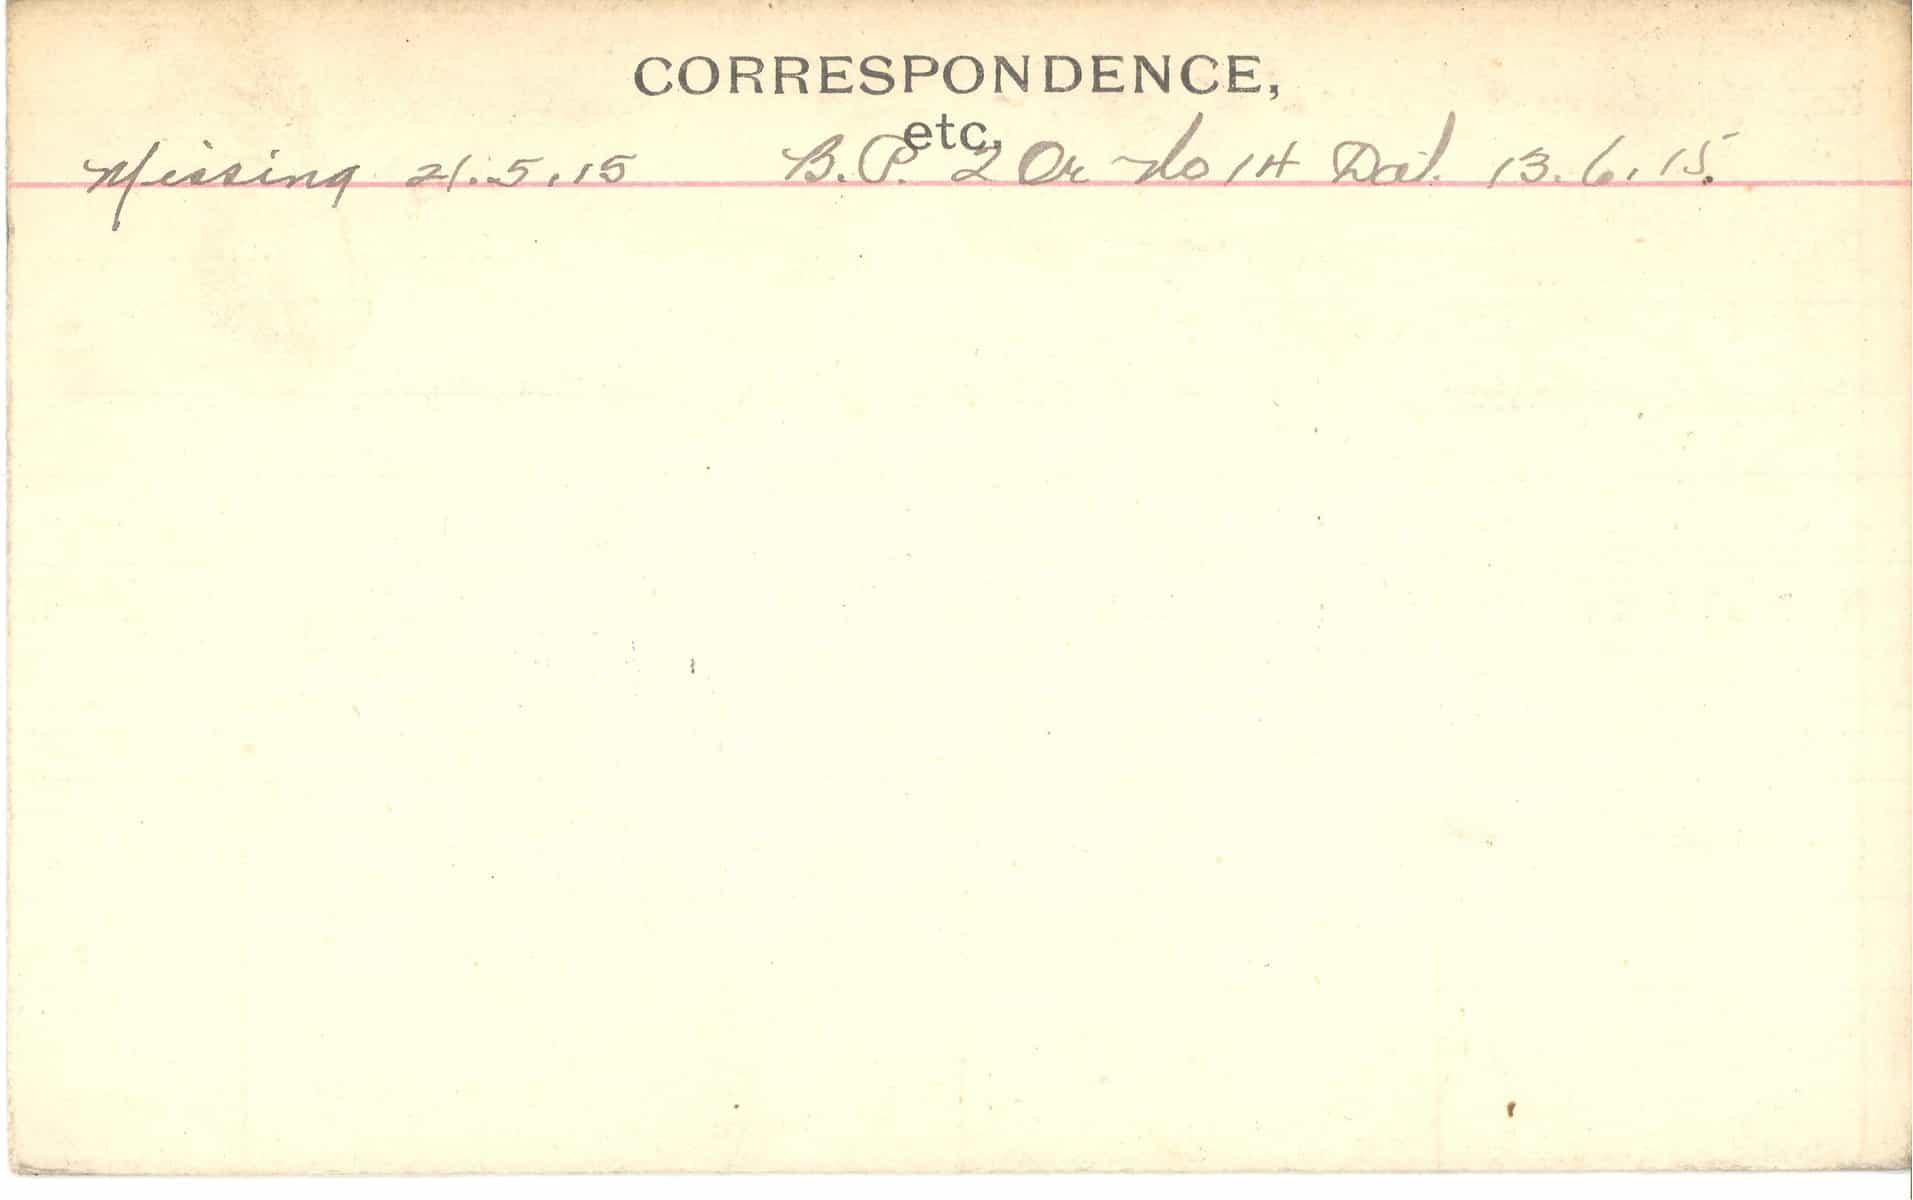 CORRESPONDENCE,
etc.
Missing 21.5.15 B.P. 2 Or No 14 Dat. 13.6.15.